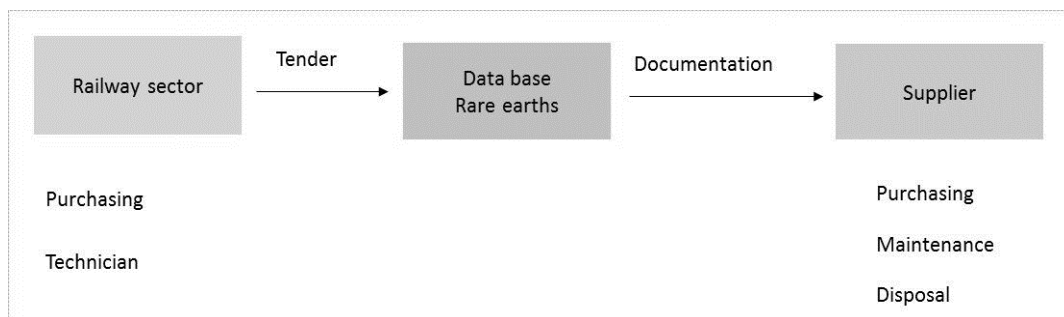 Railway sector
Tender
Data base
Rare earths
Documentation
Supplier
Purchasing
Technician
Purchasing
Maintenance
Disposal